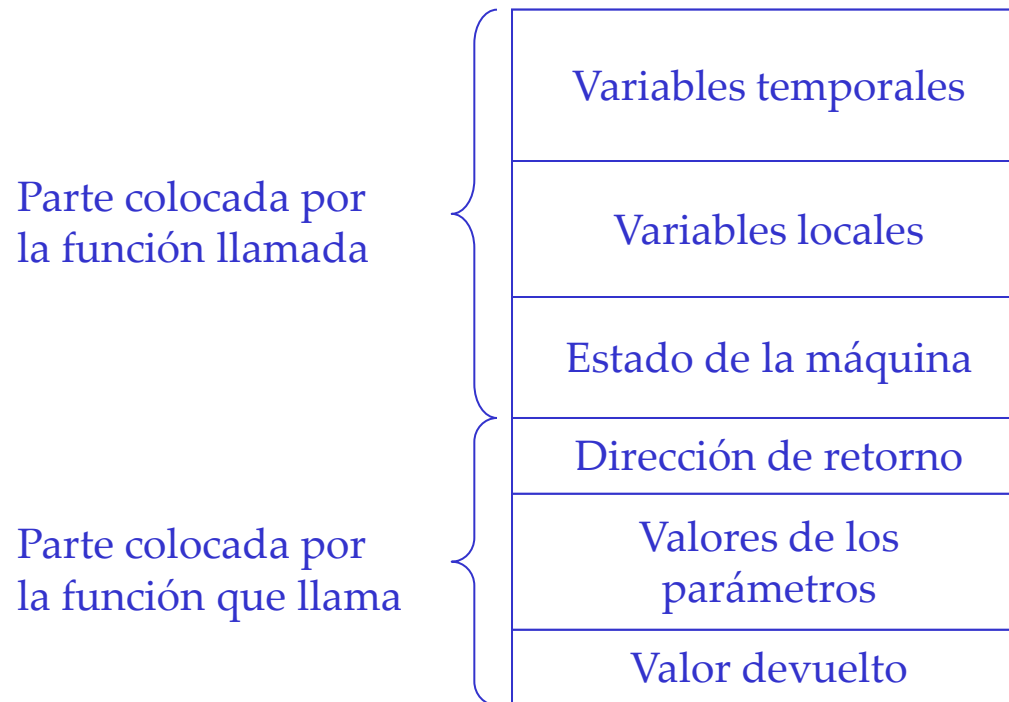 Variables temporales
Parte colocada por
la función llamada
Variables locales
Estado de la máquina
Dirección de retorno
Parte colocada por
la función que llama
Valores de los
parámetros
Valor devuelto